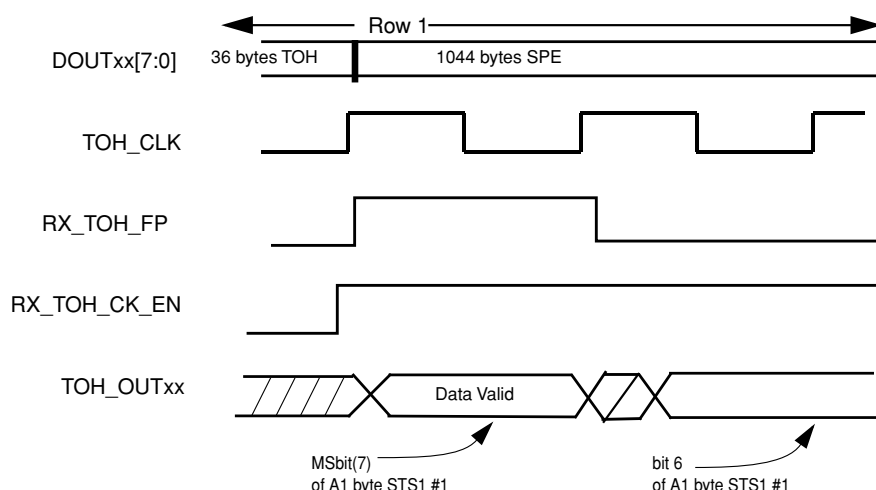 Row 1
DOUTxx[7:0]
36 bytes TOH
1044 bytes SPE
TOH_CLK
RX_TOH_FP
RX_TOH_CK_EN
TOH_OUTxx
Data Valid
MSbit(7)
of A1 byte STS1 #1
bit 6
of A1 byte STS1 #1